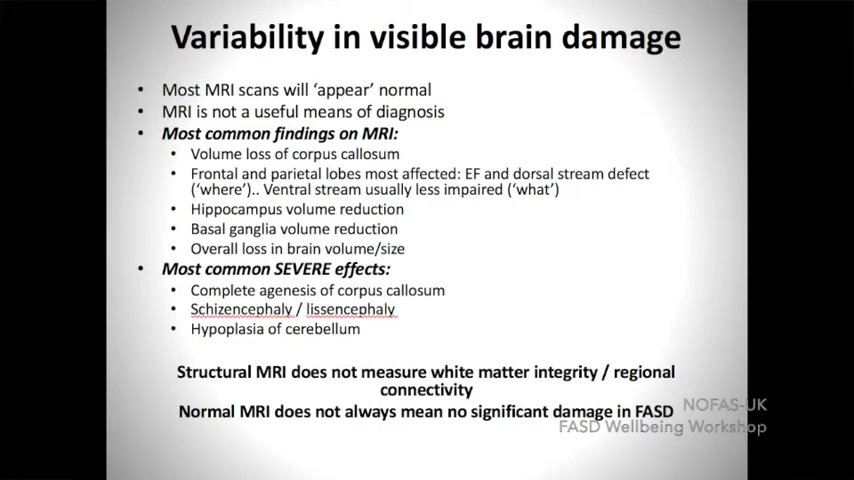 Variability in visible brain damage
• Most MRI scans will ‘appear’ normal
• MRI is not a useful means of diagnosis
• Most common findings on MRI:
• Volume loss of corpus callosum
• Frontal and parietal lobes most affected: EF and dorsal stream defect
(‘where’).. Ventral stream usually less impaired (‘what’)
• Hippocampus volume reduction
• Basal ganglia volume reduction
• Overall loss in brain volume/size
• Most common SEVERE effects:
• Complete agenesis of corpus callosum
• Schizencephaly / lissencephaly
• Hypoplasia of cerebellum
Structural MRI does not measure white matter integrity / regional
connectivity
Normal MRI does not always mean no significant damage in FASD
NOFAS-UK
FASD Wellbeing Workshop